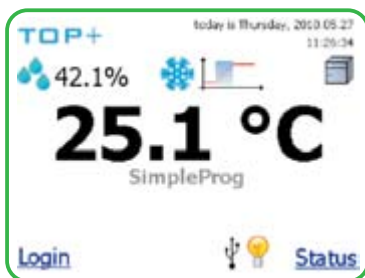 TOP+
today is Thursday, 2010.05.27
11:26:34
42.1%
25.1 °C
SimpleProg
Login
Status